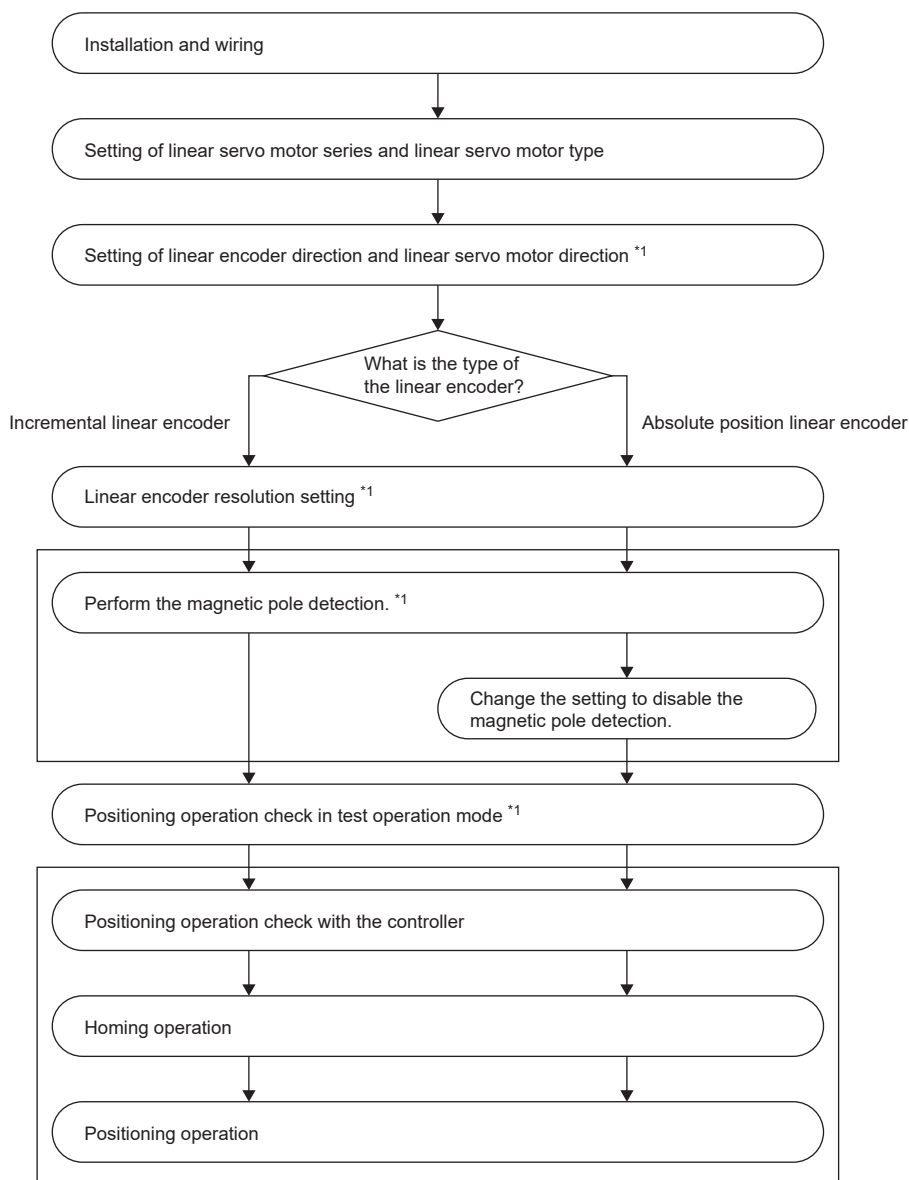 Installation and wiring
Setting of linear servo motor series and linear servo motor type
Setting of linear encoder direction and linear servo motor direction *1
What is the type of
the linear encoder?
Incremental linear encoder
Absolute position linear encoder
Linear encoder resolution setting *1
Perform the magnetic pole detection. *1
Change the setting to disable the
magnetic pole detection.
Positioning operation check in test operation mode *1
Positioning operation check with the controller
Homing operation
Positioning operation